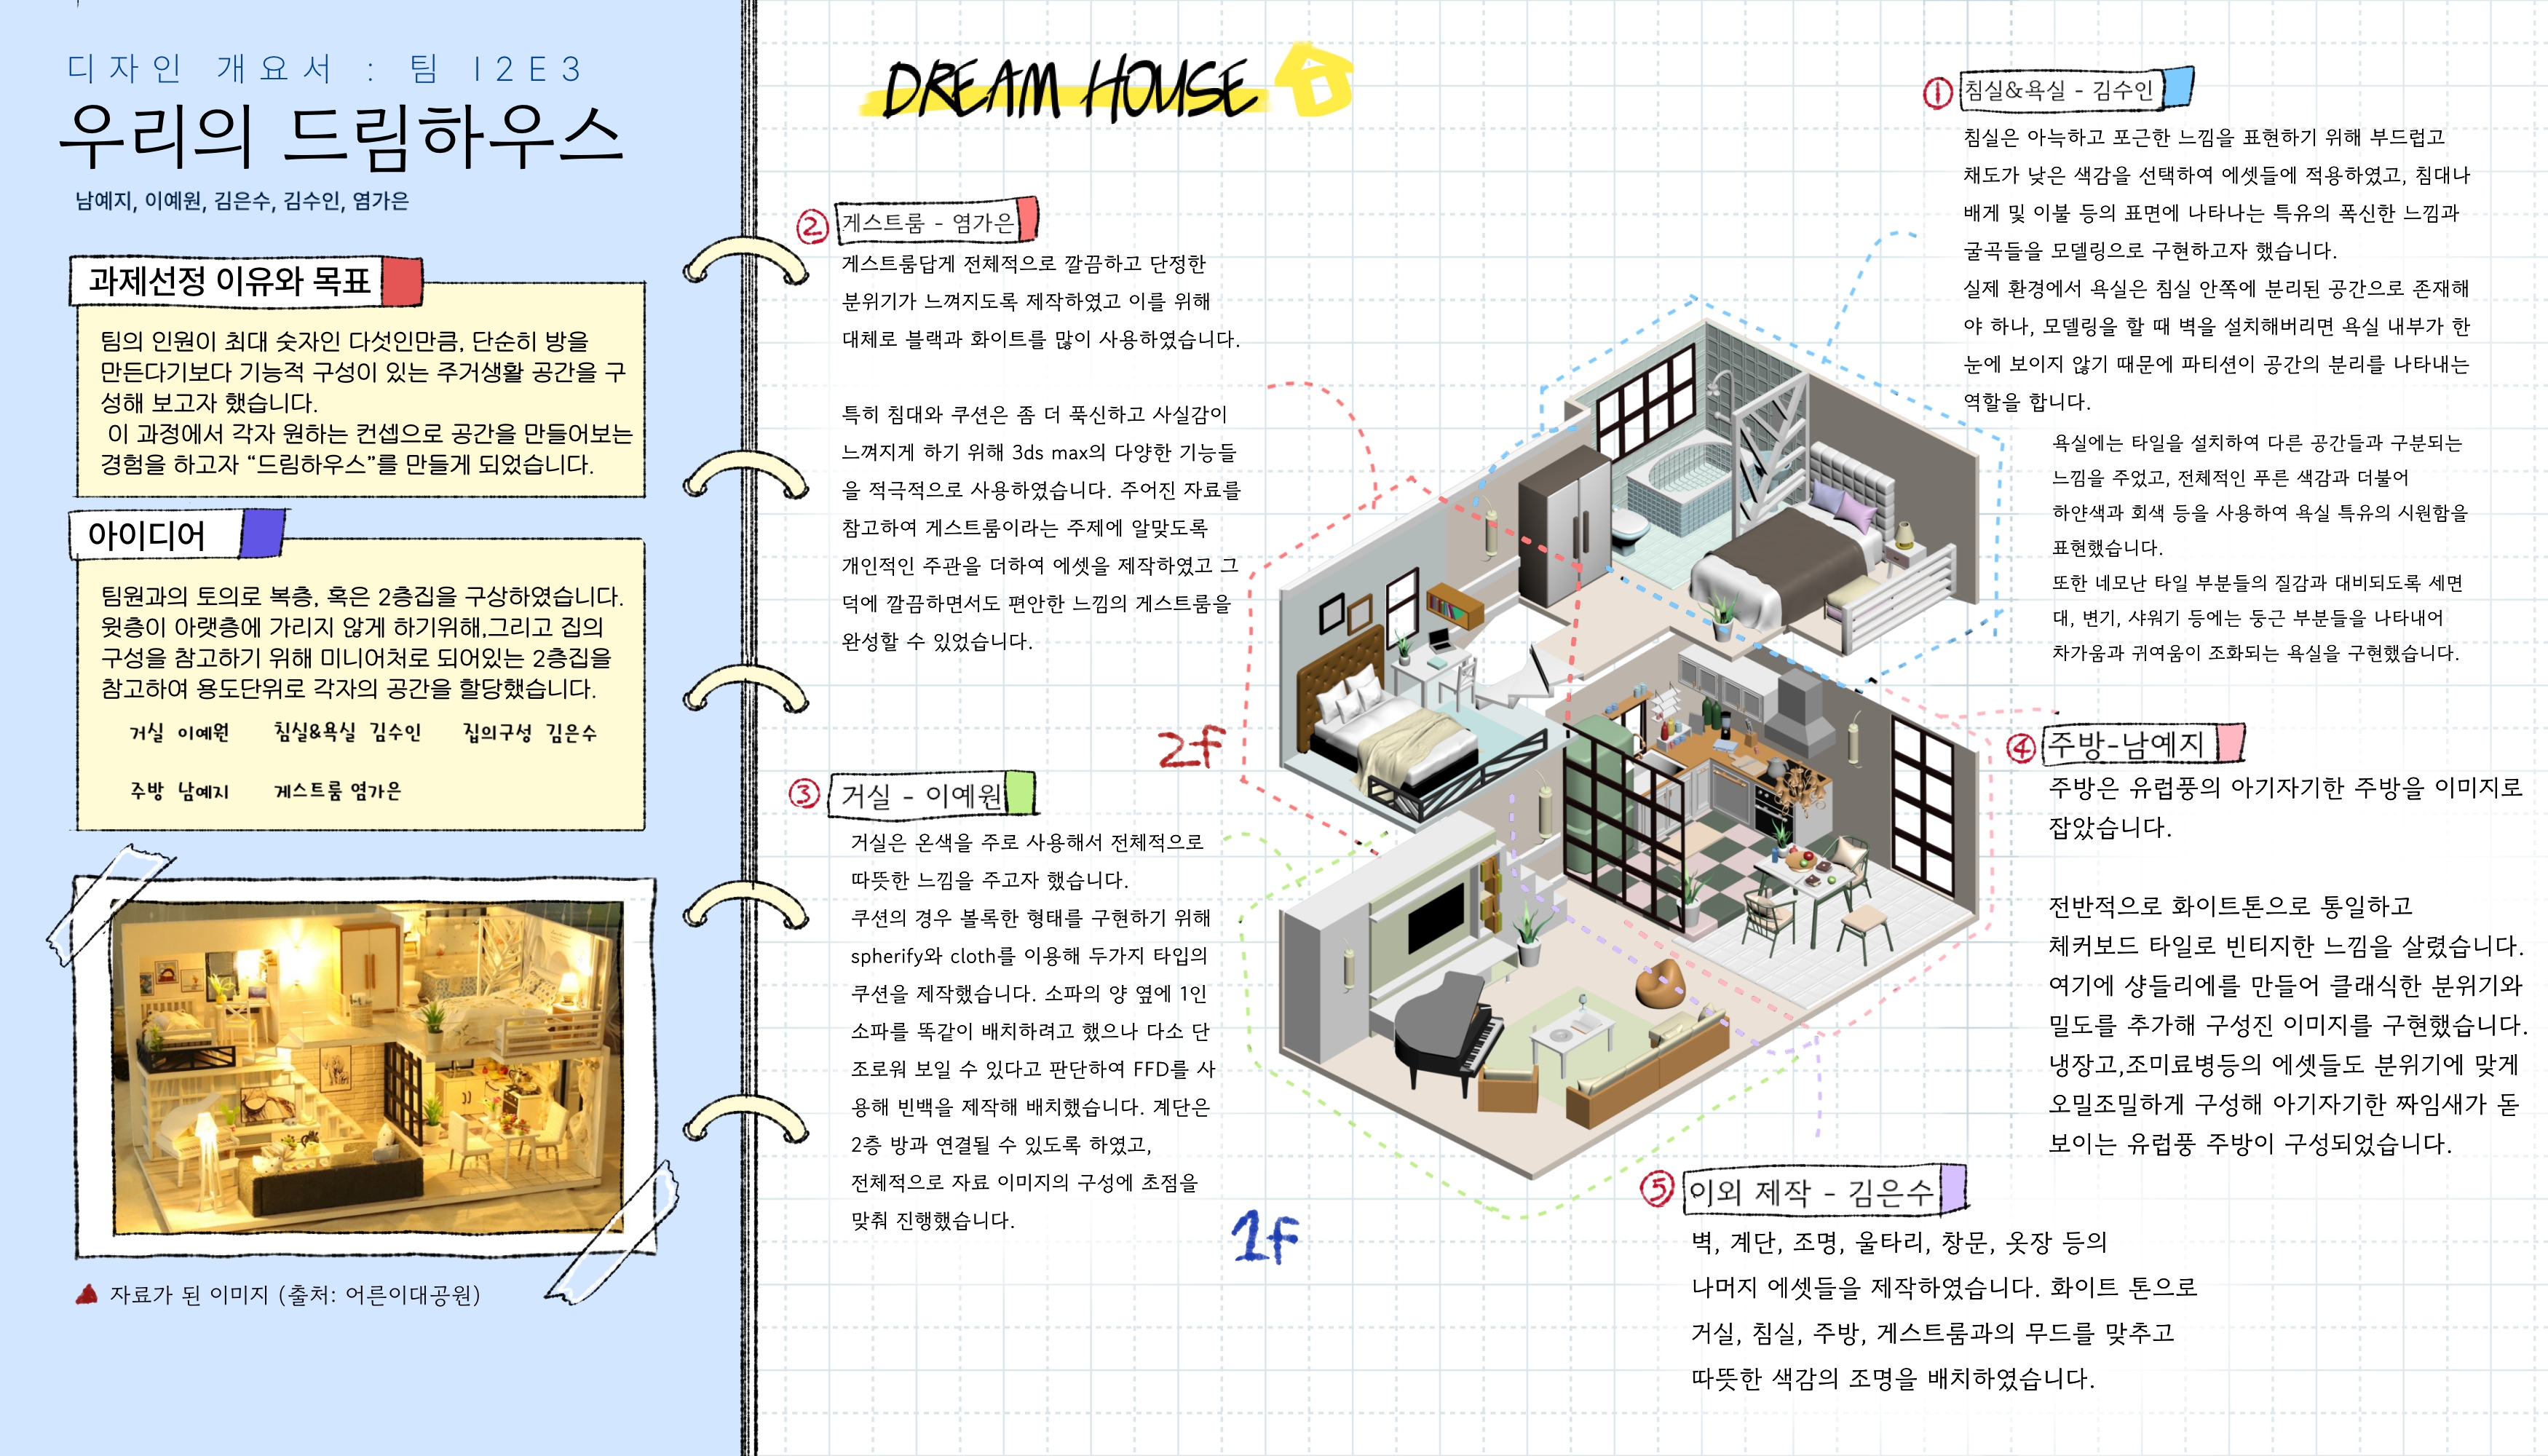 디자인 개요서 : 팀 I2E3
우리의 드림하우스
남예지, 이예원, 김은수, 김수인, 염가은
과제선정 이유와 목표
팀의 인원이 최대 숫자인 다섯인만큼, 단순히 방을
만든다기보다 기능적 구성이 있는 주거생활 공간을 구
성해 보고자 했습니다.
이 과정에서 각자 원하는 컨셉으로 공간을 만들어보는
경험을 하고자 “드림하우스”를 만들게 되었습니다.
아이디어
팀원과의 토의로 복층, 혹은 2층집을 구상하였습니다.
윗층이 아랫층에 가리지 않게 하기위해,그리고 집의
구성을 참고하기 위해 미니어처로 되어있는 2층집을
참고하여 용도단위로 각자의 공간을 할당했습니다.
거실 이예원 침실&욕실 김수인 집의구성 김은수
주방 남예지 게스트룸 염가은
자료가 된 이미지 (출처: 어른이대공원)
DREAM HOUSE
① 침실&욕실 - 김수인
침실은 아늑하고 포근한 느낌을 표현하기 위해 부드럽고
채도가 낮은 색감을 선택하여 에셋들에 적용하였고, 침대나
배게 및 이불 등의 표면에 나타나는 특유의 폭신한 느낌과
굴곡들을 모델링으로 구현하고자 했습니다.
실제 환경에서 욕실은 침실 안쪽에 분리된 공간으로 존재해
야 하나, 모델링을 할 때 벽을 설치해버리면 욕실 내부가 한
눈에 보이지 않기 때문에 파티션이 공간의 분리를 나타내는
역할을 합니다.
욕실에는 타일을 설치하여 다른 공간들과 구분되는
느낌을 주었고, 전체적인 푸른 색감과 더불어
하얀색과 회색 등을 사용하여 욕실 특유의 시원함을
표현했습니다.
또한 네모난 타일 부분들의 질감과 대비되도록 세면
대, 변기, 샤워기 등에는 둥근 부분들을 나타내어
차가움과 귀여움이 조화되는 욕실을 구현했습니다.
② 게스트룸 - 염가은
게스트룸답게 전체적으로 깔끔하고 단정한
분위기가 느껴지도록 제작하였고 이를 위해
대체로 블랙과 화이트를 많이 사용하였습니다.
특히 침대와 쿠션은 좀 더 푹신하고 사실감이
느껴지게 하기 위해 3ds max의 다양한 기능들
을 적극적으로 사용하였습니다. 주어진 자료를
참고하여 게스트룸이라는 주제에 알맞도록
개인적인 주관을 더하여 에셋을 제작하였고 그
덕에 깔끔하면서도 편안한 느낌의 게스트룸을
완성할 수 있었습니다.
2f
③ 거실 - 이예원
거실은 온색을 주로 사용해서 전체적으로
따뜻한 느낌을 주고자 했습니다.
쿠션의 경우 볼록한 형태를 구현하기 위해
spherify와 cloth를 이용해 두가지 타입의
쿠션을 제작했습니다. 소파의 양 옆에 1인
소파를 똑같이 배치하려고 했으나 다소 단
조로워 보일 수 있다고 판단하여 FFD를 사
용해 빈백을 제작해 배치했습니다. 계단은
2층 방과 연결될 수 있도록 하였고,
전체적으로 자료 이미지의 구성에 초점을
맞춰 진행했습니다.
1f
④ 주방-남예지
주방은 유럽풍의 아기자기한 주방을 이미지로
잡았습니다.
전반적으로 화이트톤으로 통일하고
체커보드 타일로 빈티지한 느낌을 살렸습니다.
여기에 샹들리에를 만들어 클래식한 분위기와
밀도를 추가해 구성진 이미지를 구현했습니다.
냉장고,조미료병등의 에셋들도 분위기에 맞게
오밀조밀하게 구성해 아기자기한 짜임새가 돋
보이는 유럽풍 주방이 구성되었습니다.
⑤ 이외 제작 - 김은수
벽, 계단, 조명, 울타리, 창문, 옷장 등의
나머지 에셋들을 제작하였습니다. 화이트 톤으로
거실, 침실, 주방, 게스트룸과의 무드를 맞추고
따뜻한 색감의 조명을 배치하였습니다.